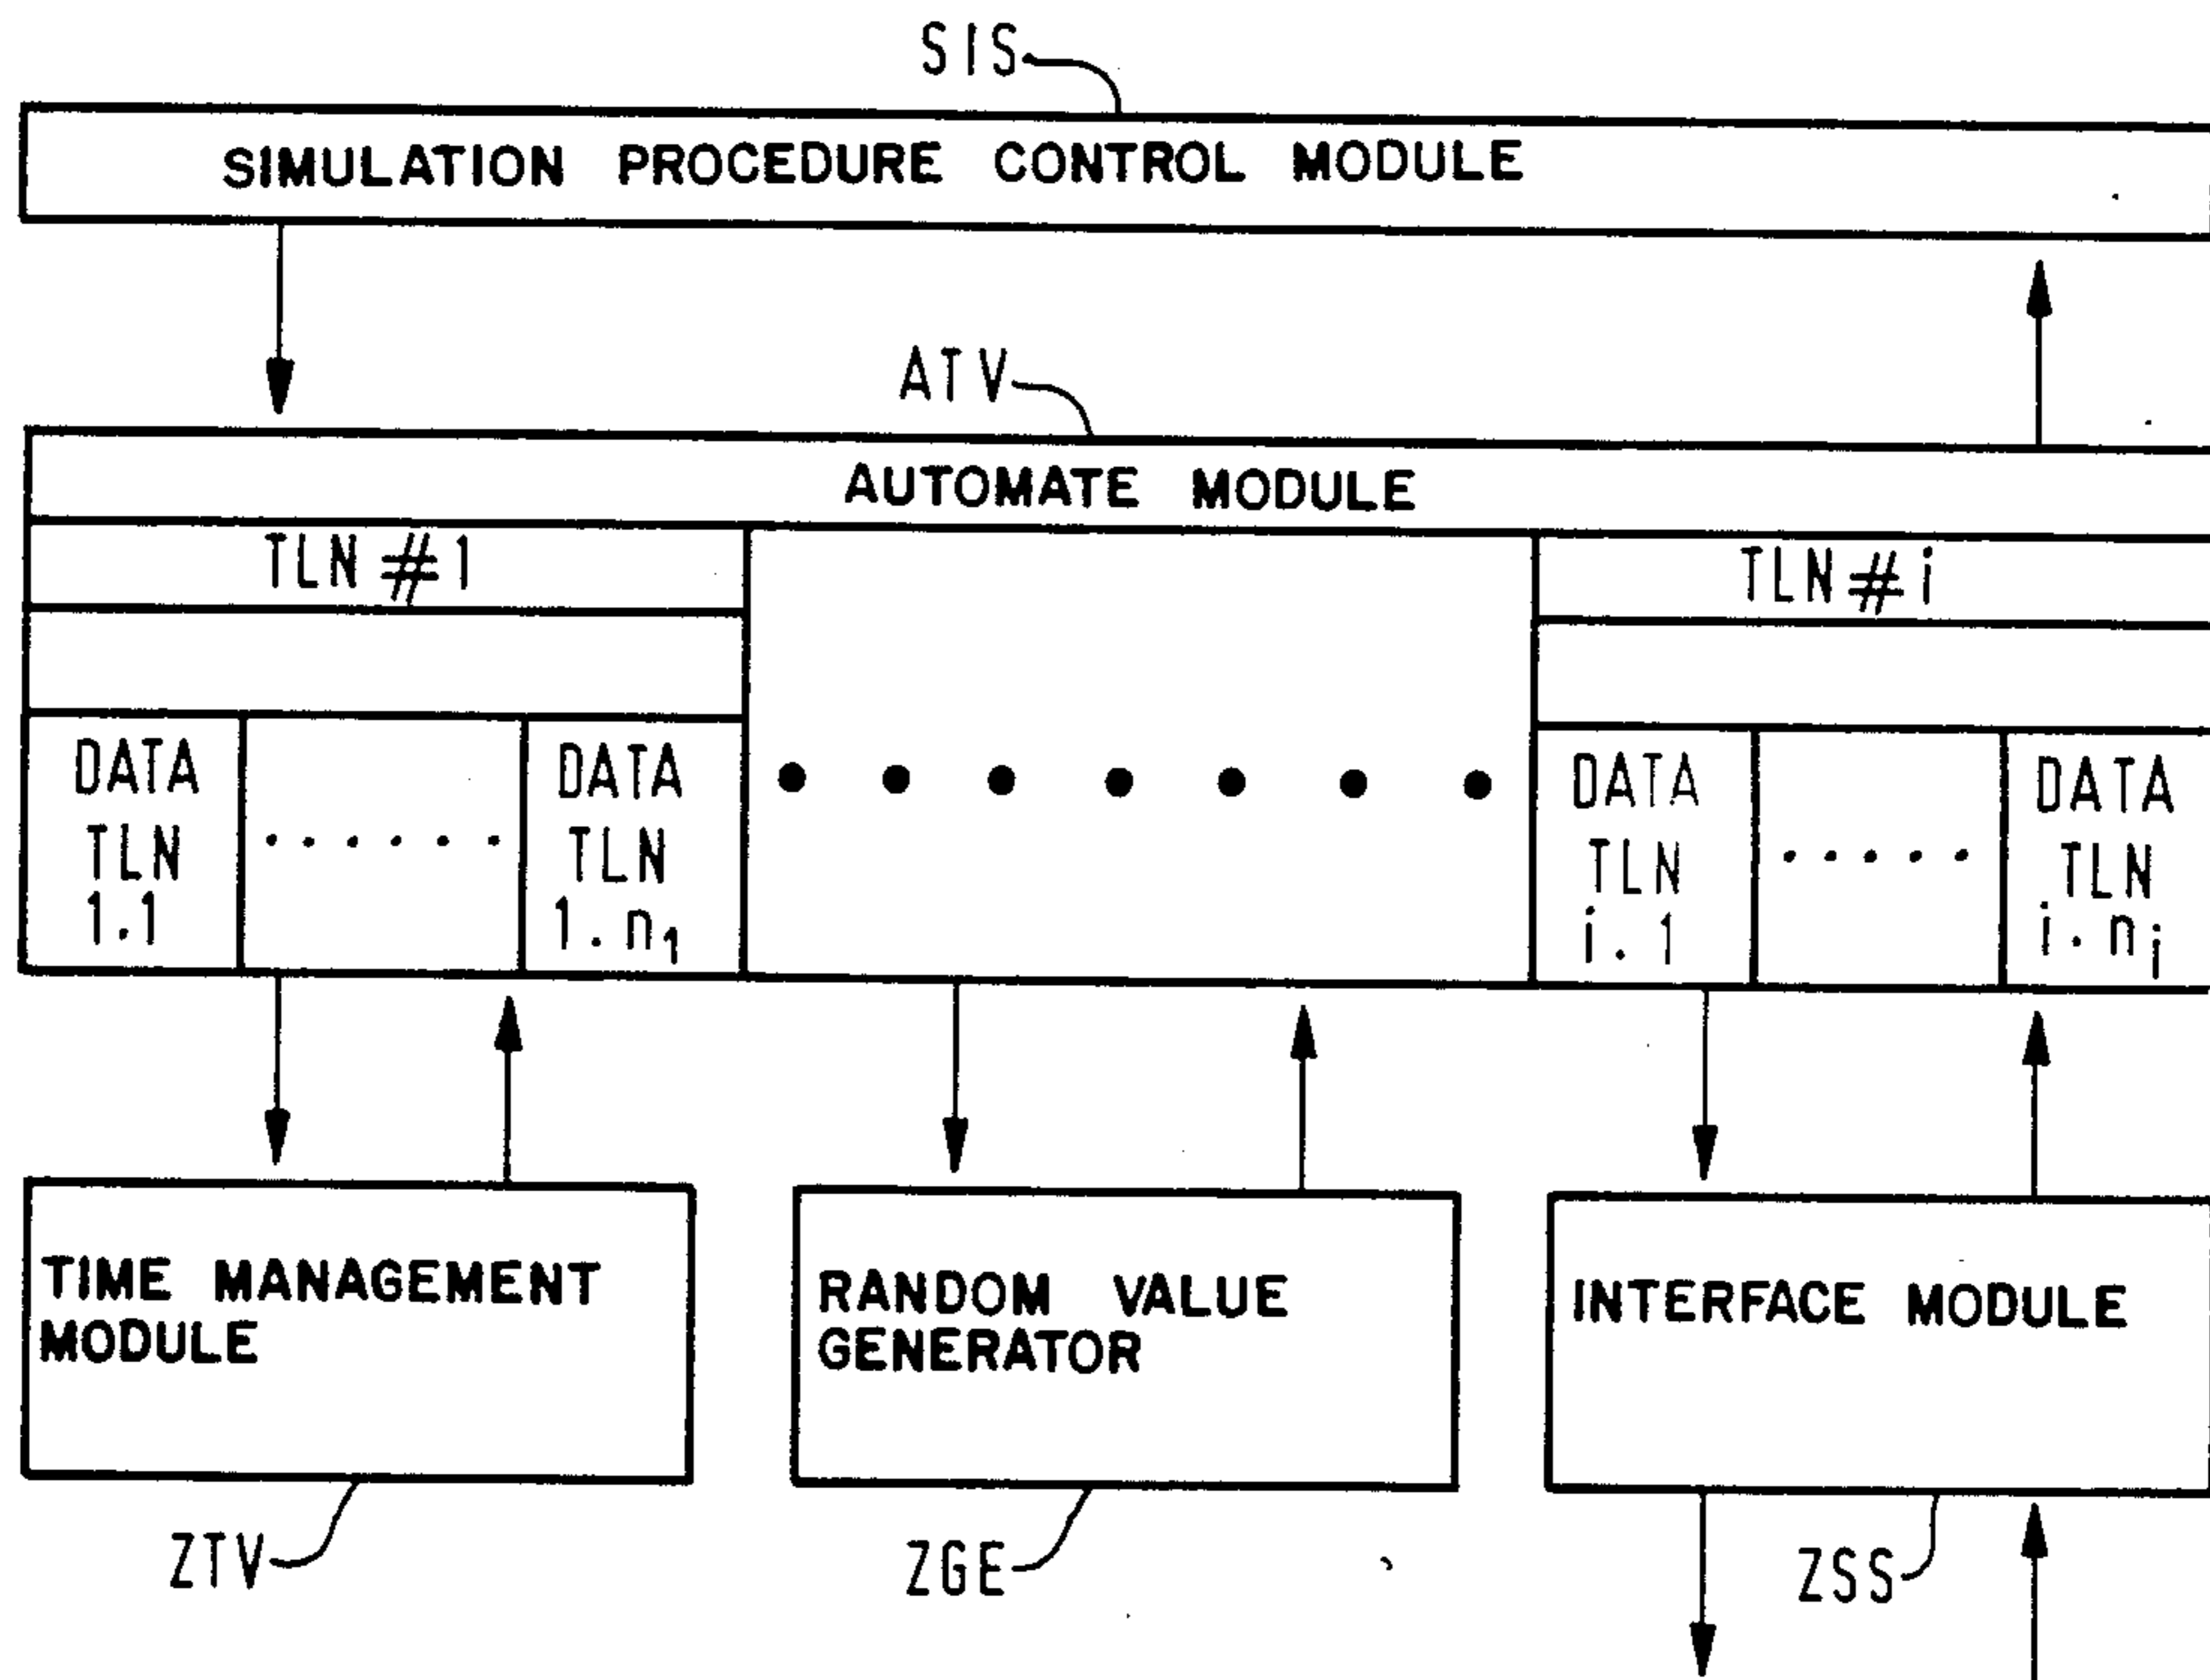 SIS
SIMULATION PROCEDURE CONTROL MODULE
ATV
AUTOMATE MODULE
TLN #1
TLN #i
DATA
TLN
1.1
......
DATA
TLN
1.n₁
.......
DATA
TLN
i.1
.....
DATA
TLN
i.nᵢ
TIME MANAGEMENT
MODULE
RANDOM VALUE
GENERATOR
INTERFACE MODULE
ZTV
ZGE
ZSS